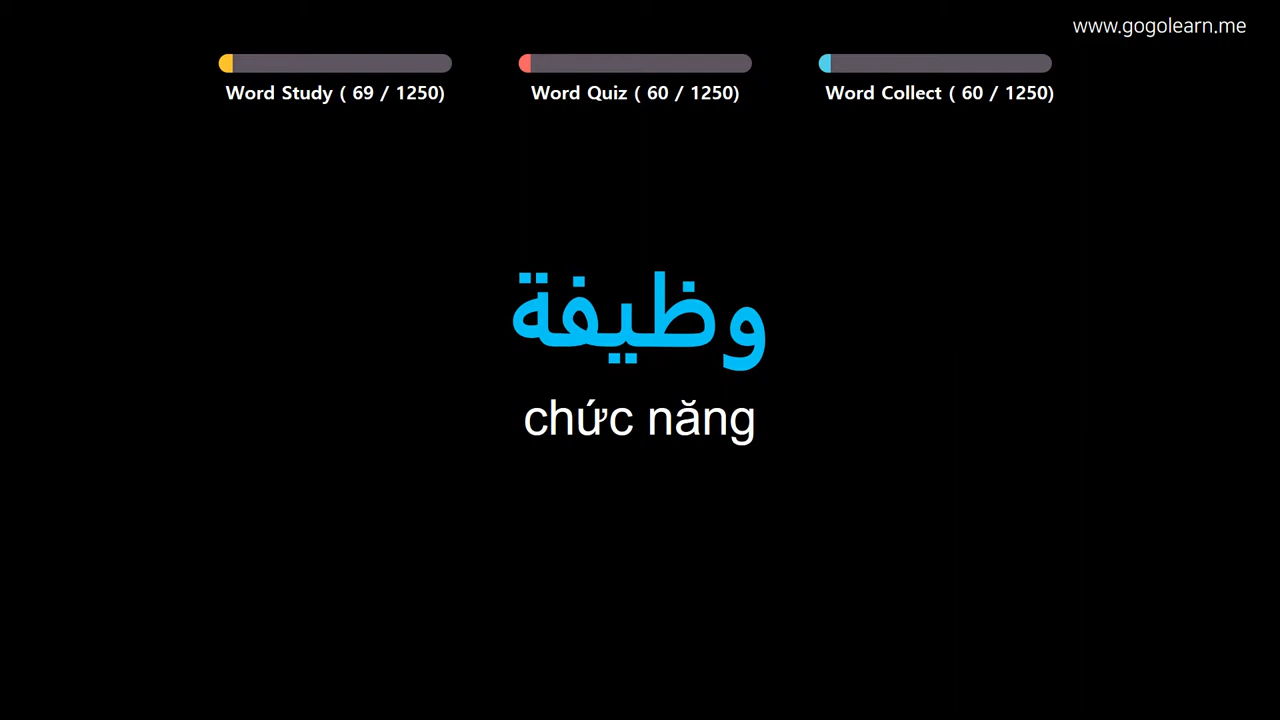 www.gogolearn.me
Word Study ( 69 / 1250)
Word Quiz ( 60 / 1250)
Word Collect ( 60 / 1250)
وظيفة
chức năng